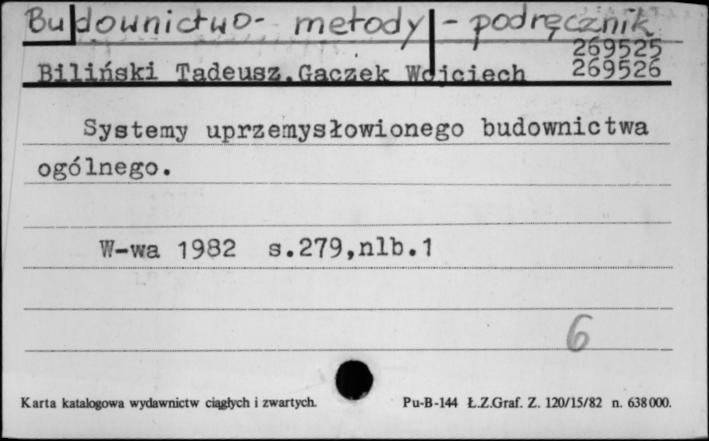 Budownictwo - metody - podręcznik
269525
Biliński Tadeusz, Gaczek Wojciech 269526
Systemy uprzemysłowionego budownictwa
ogólnego.
W-wa 1982 s.279,nlb.1
6
Karta katalogowa wydawnictw ciągłych i zwartych. Pu-B-144 Ł.Z.Graf. Z. 120/15/82 n. 638000.